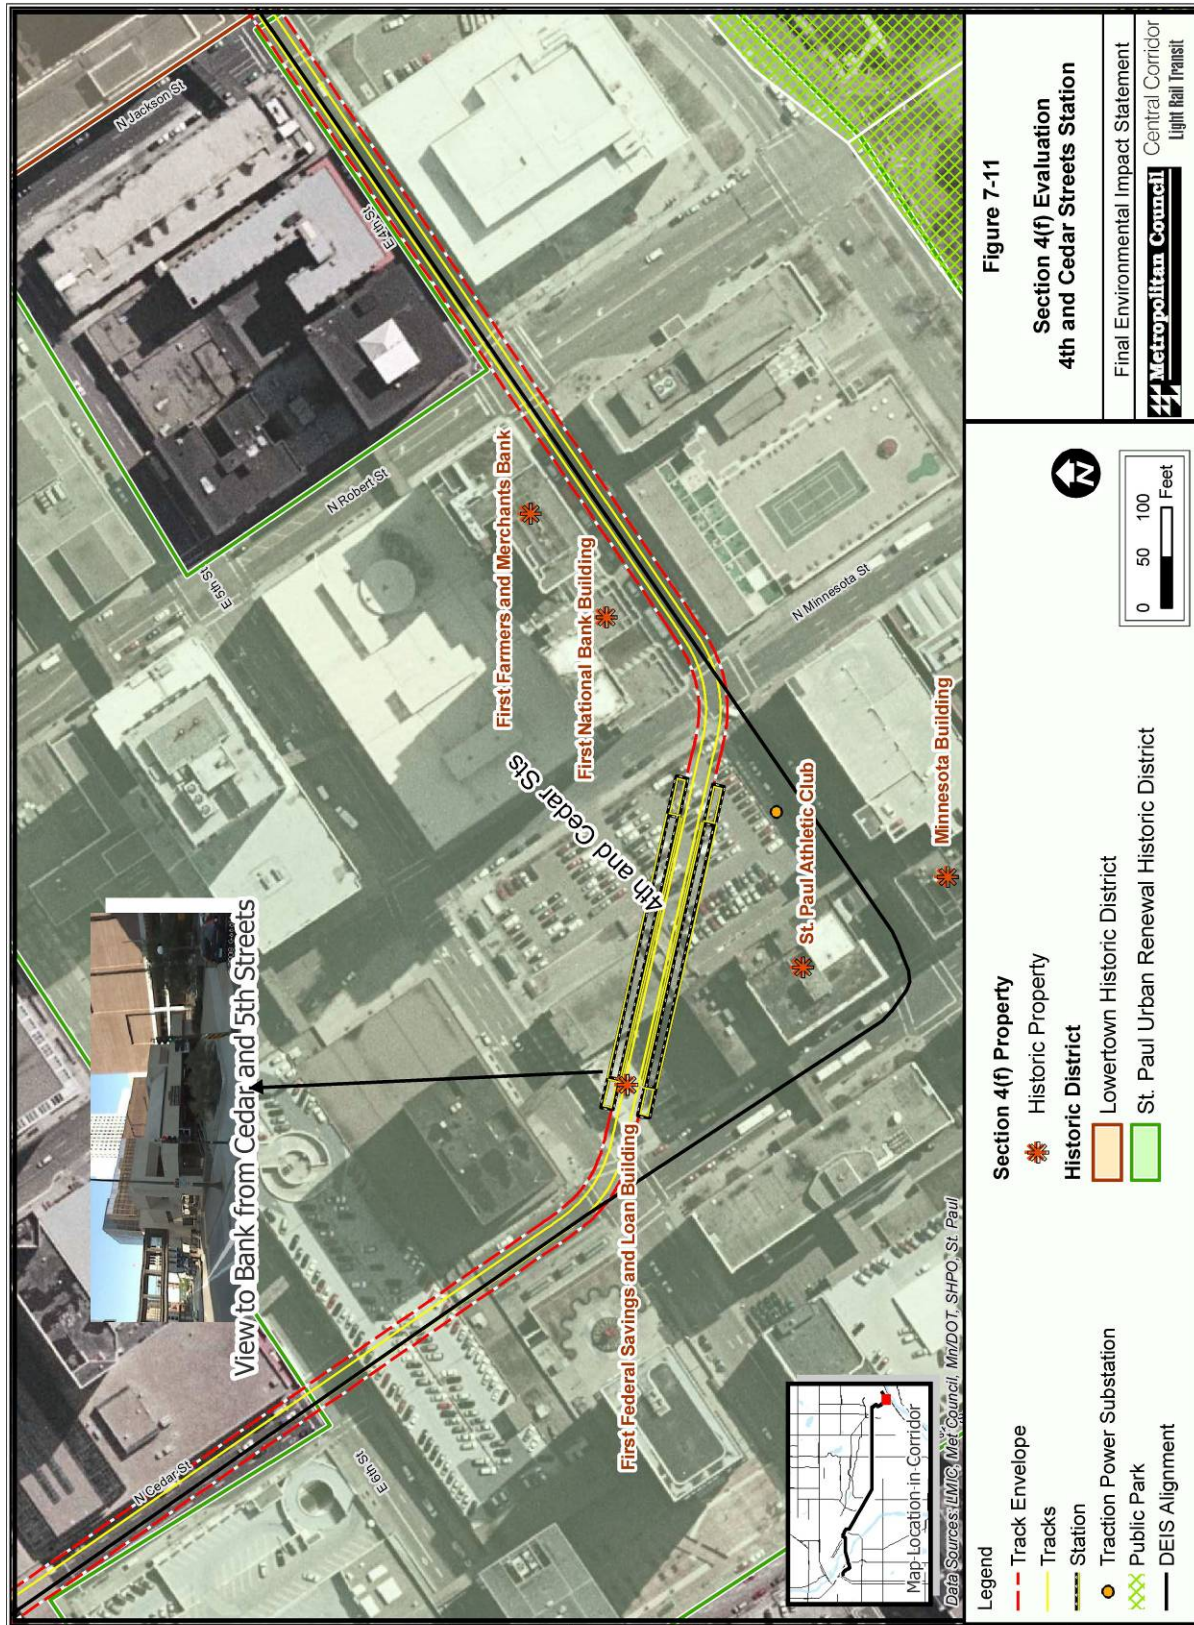 View to Bank from Cedar and 5th Streets
N Jackson St
E 4th St
E 5th St
N Robert St
First Farmers and Merchants Bank
First National Bank Building
4th and Cedar Sts
N Minnesota St
N Cedar St
E 6th St
First Federal Savings and Loan Building
St. Paul Athletic Club
Minnesota Building
Map-Location-in-Corridor
Data Sources: LMIC, Met Council, Mn/DOT, SHPO, St. Paul
Legend
Track Envelope
Tracks
Station
Traction Power Substation
Public Park
DEIS Alignment
Section 4(f) Property
Historic Property
Historic District
Lowertown Historic District
St. Paul Urban Renewal Historic District
N
0 50 100
Feet
Figure 7-11
Section 4(f) Evaluation
4th and Cedar Streets Station
Final Environmental Impact Statement
Metropolitan Council
Central Corridor
Light Rail Transit